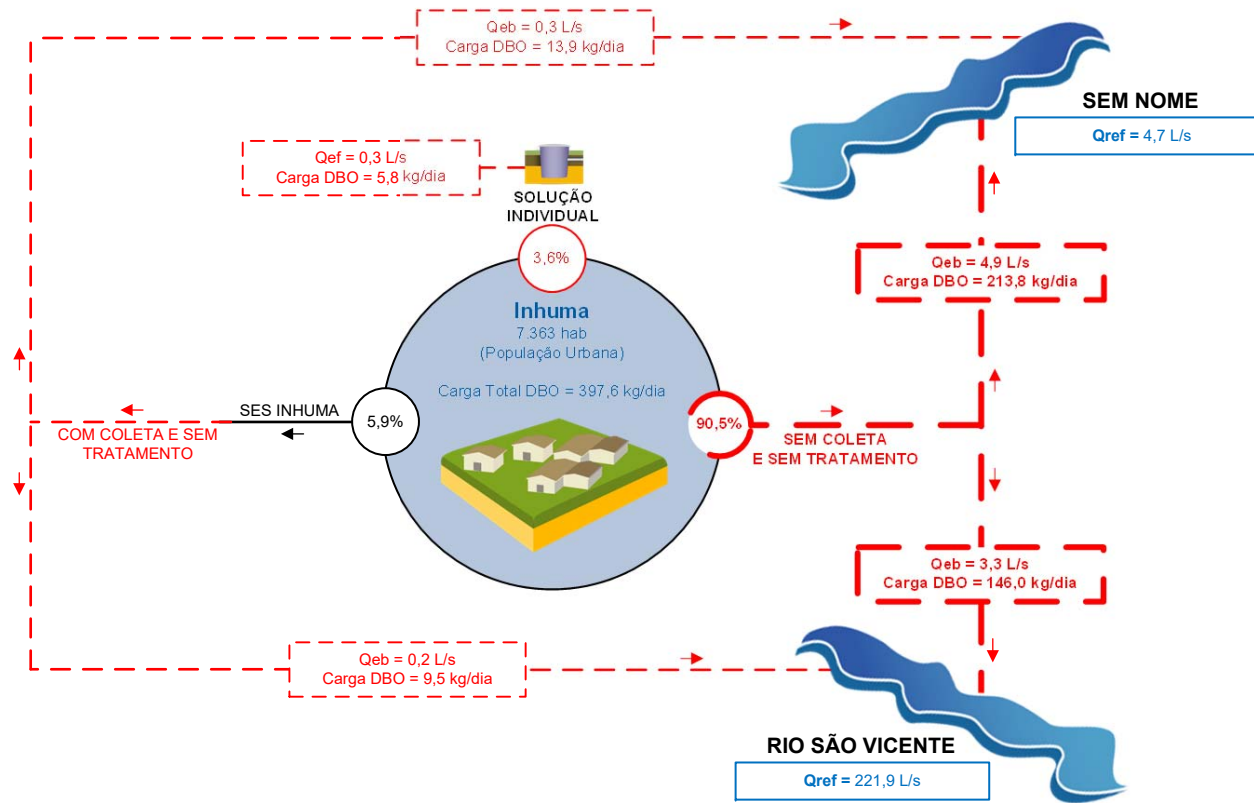 Qeb = 0,3 L/s
Carga DBO = 13,9 kg/dia
SEM NOME
Qref = 4,7 L/s
Qef = 0,3 L/s
Carga DBO = 5,8 kg/dia
SOLUÇÃO
INDIVIDUAL
3,6%
Qeb = 4,9 L/s
Carga DBO = 213,8 kg/dia
Inhuma
7.363 hab
(População Urbana)
Carga Total DBO = 397,6 kg/dia
SES INHUMA
5,9%
90,5%
COM COLETA E SEM
TRATAMENTO
SEM COLETA
E SEM TRATAMENTO
Qeb = 3,3 L/s
Carga DBO = 146,0 kg/dia
Qeb = 0,2 L/s
Carga DBO = 9,5 kg/dia
RIO SÃO VICENTE
Qref = 221,9 L/s